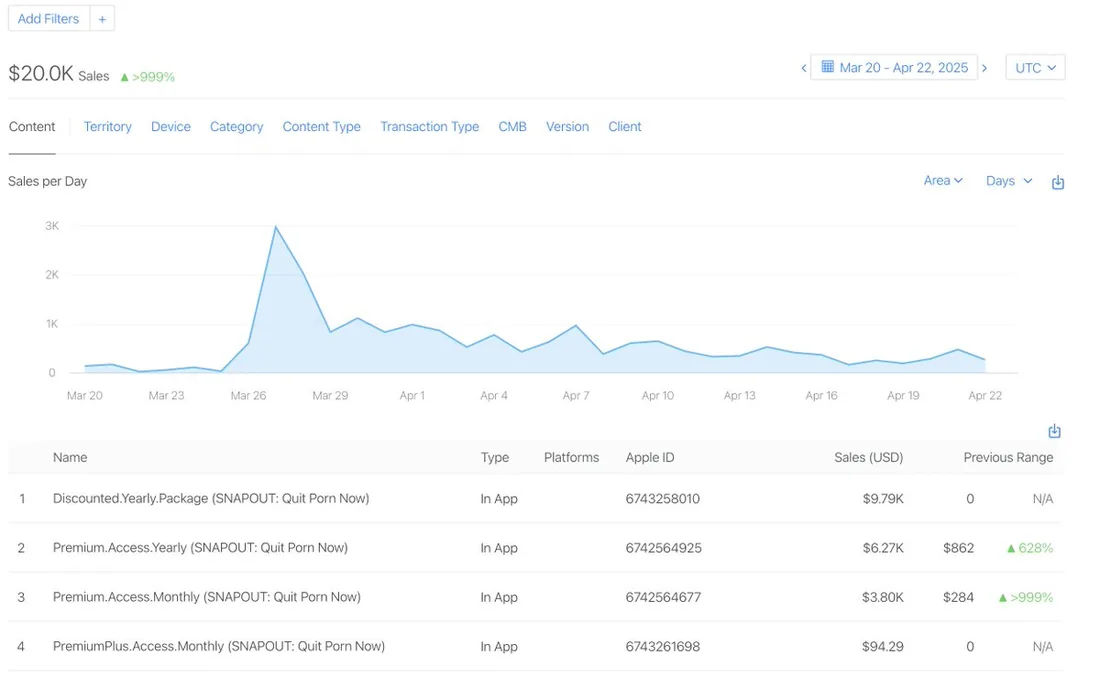 Add Filters +
$20.0K Sales ▲ >999% ‹ Mar 20 - Apr 22, 2025 › UTC
Content Territory Device Category Content Type Transaction Type CMB Version Client
Sales per Day Area Days
3K
2K
1K
0
Mar 20 Mar 23 Mar 26 Mar 29 Apr 1 Apr 4 Apr 7 Apr 10 Apr 13 Apr 16 Apr 19 Apr 22
Name Type Platforms Apple ID Sales (USD) Previous Range
1 Discounted.Yearly.Package (SNAPOUT: Quit Porn Now) In App 6743258010 $9.79K 0 N/A
2 Premium.Access.Yearly (SNAPOUT: Quit Porn Now) In App 6742564925 $6.27K $862 ▲ 628%
3 Premium.Access.Monthly (SNAPOUT: Quit Porn Now) In App 6742564677 $3.80K $284 ▲ >999%
4 PremiumPlus.Access.Monthly (SNAPOUT: Quit Porn Now) In App 6743261698 $94.29 0 N/A